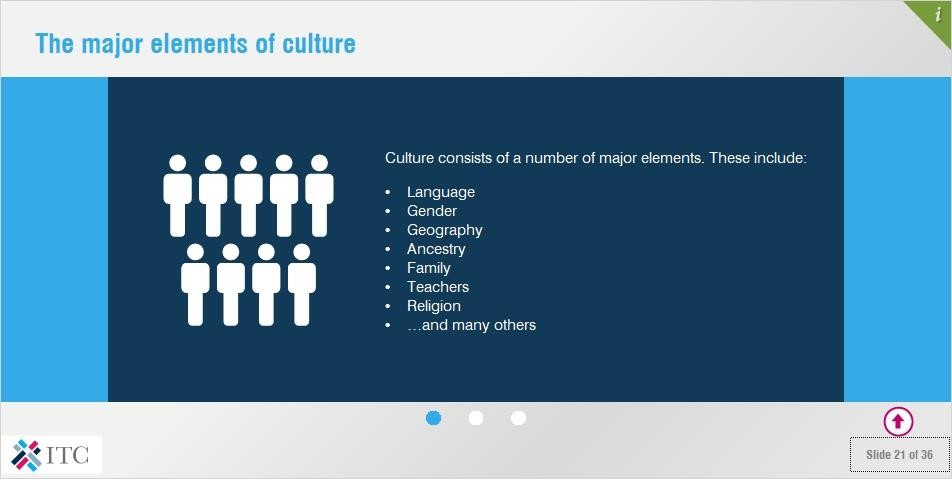 i
The major elements of culture
Culture consists of a number of major elements. These include:
• Language
• Gender
• Geography
• Ancestry
• Family
• Teachers
• Religion
• …and many others
ITC
Slide 21 of 36